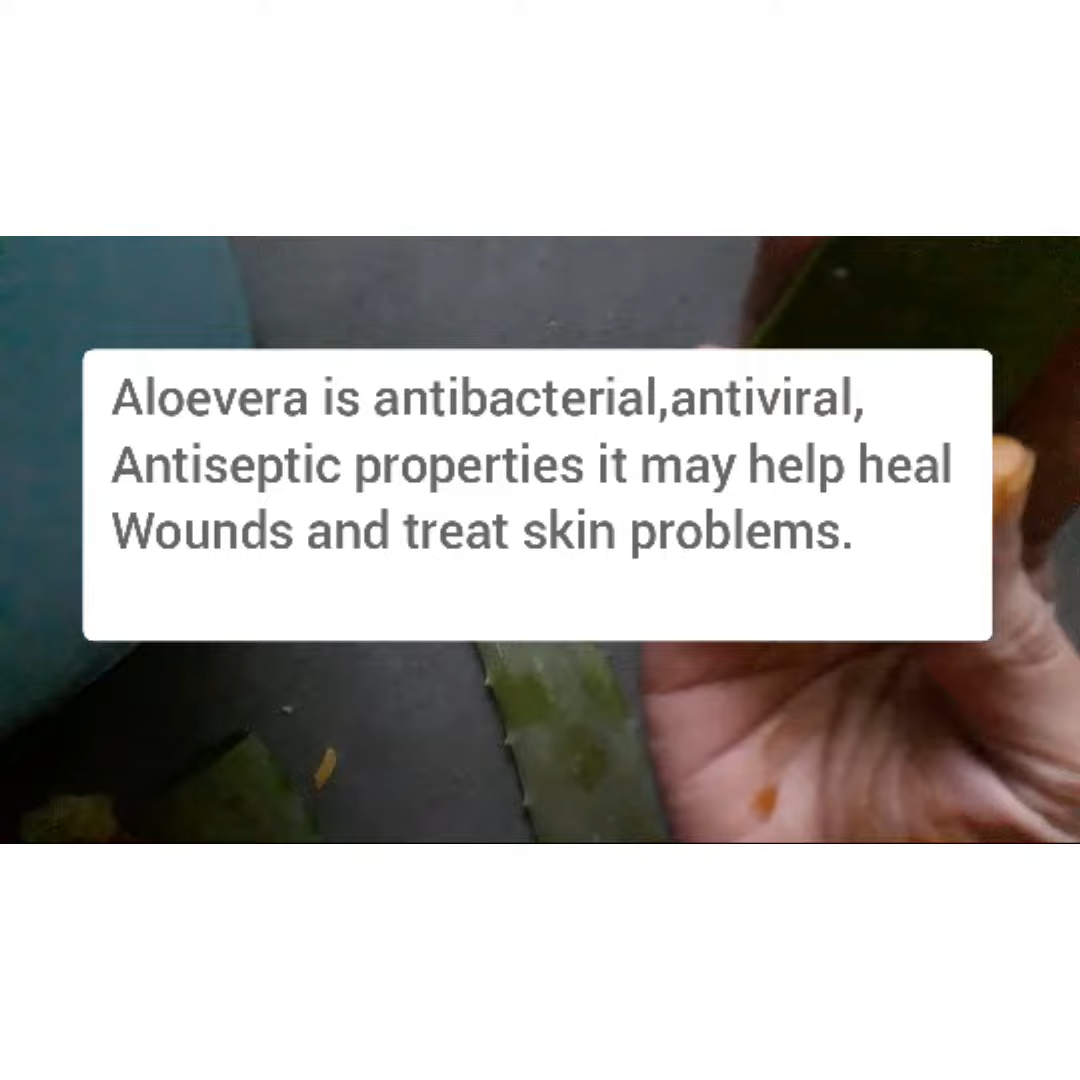 Aloevera is antibacterial,antiviral,
Antiseptic properties it may help heal
Wounds and treat skin problems.